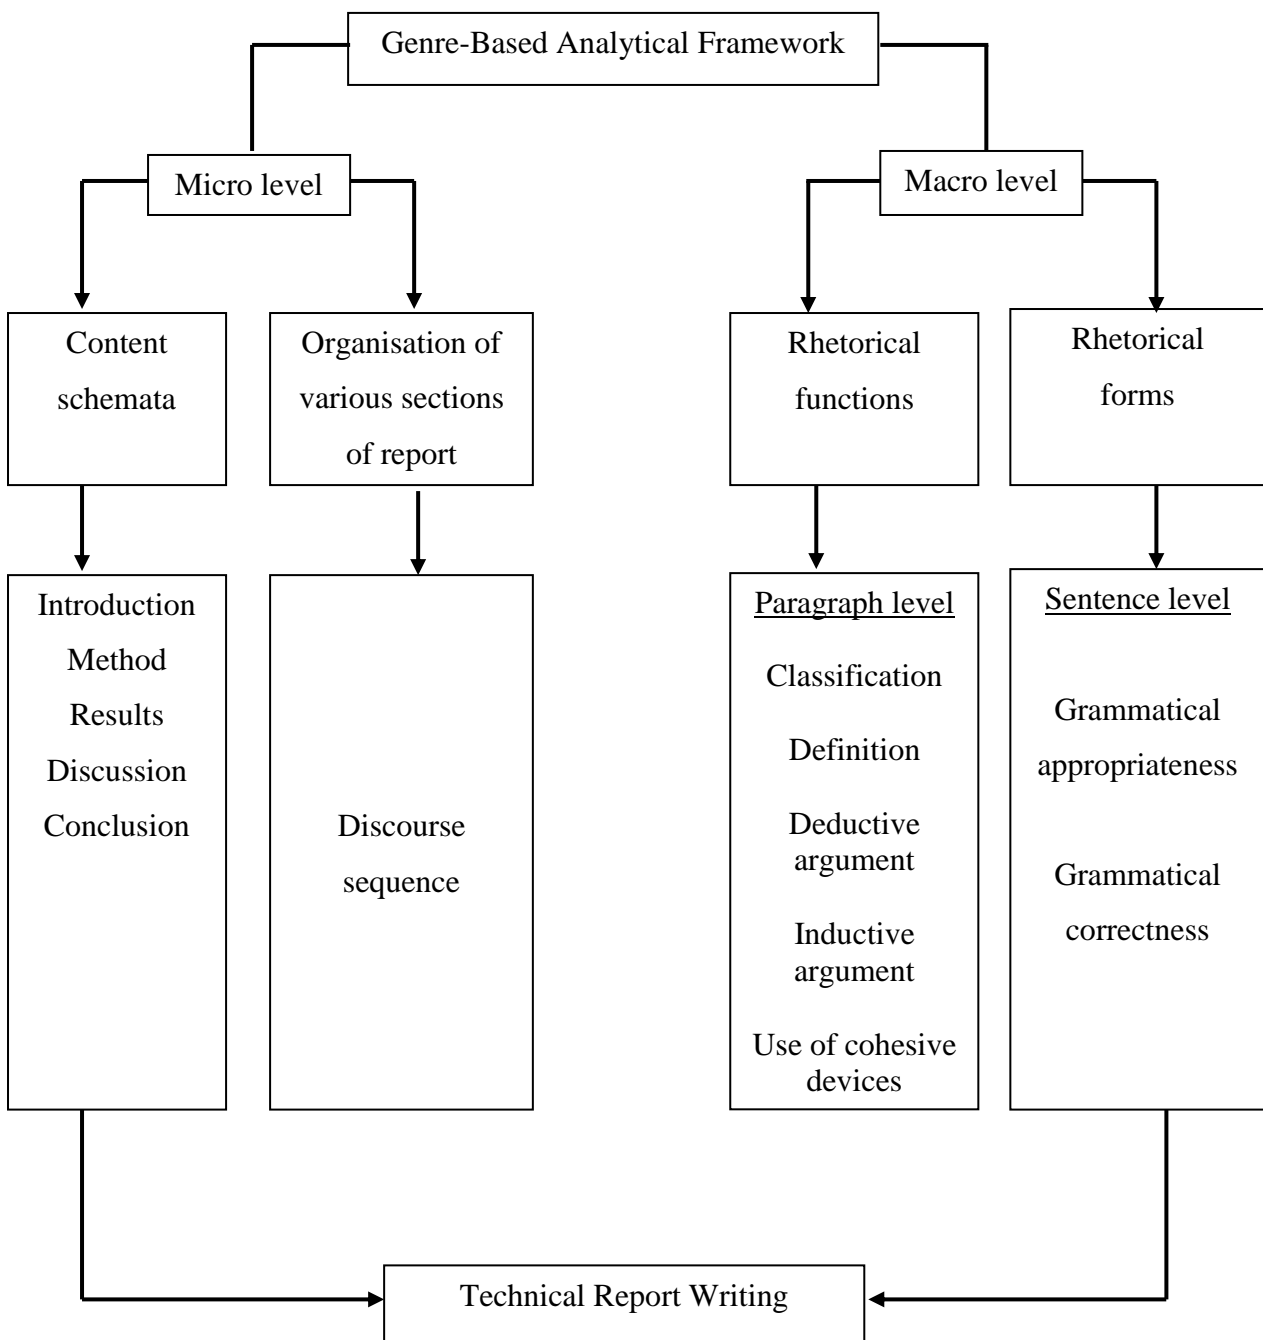 Genre-Based Analytical Framework
Micro level
Macro level
Content
schemata
Organisation of
various sections
of report
Rhetorical
functions
Rhetorical
forms
Introduction
Method
Results
Discussion
Conclusion
Discourse
sequence
Paragraph level
Classification
Definition
Deductive
argument
Inductive
argument
Use of cohesive
devices
Sentence level
Grammatical
appropriateness
Grammatical
correctness
Technical Report Writing